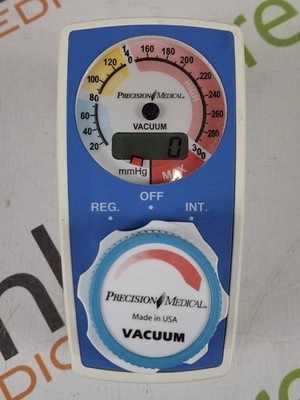 140 160 180 200 220 240 260 280 300
120
100
80
60
40
20
PRECISION MEDICAL
VACUUM
0
mmHg
MAX
OFF
REG. INT.
PRECISION MEDICAL
Made in USA
VACUUM